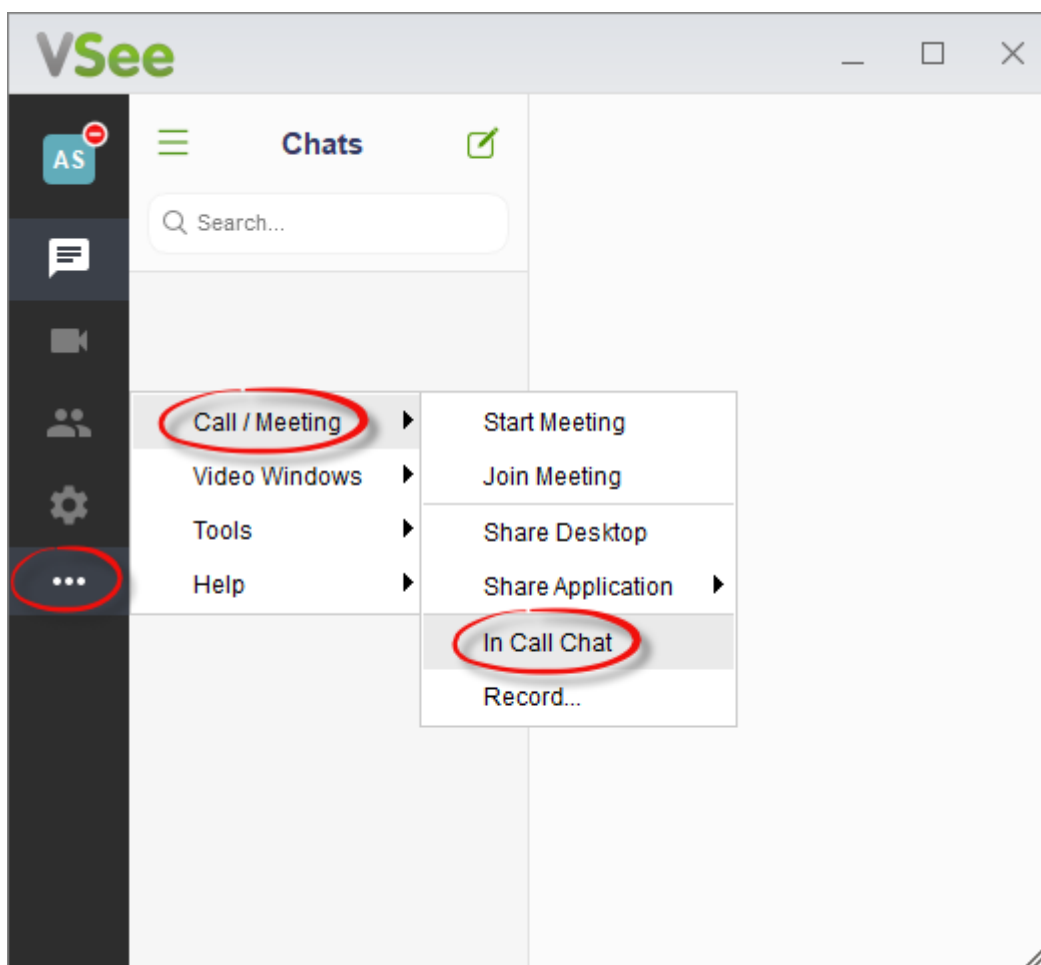 VSee
AS
Chats
Search...
Call / Meeting
Video Windows
Tools
Help
Start Meeting
Join Meeting
Share Desktop
Share Application
In Call Chat
Record...